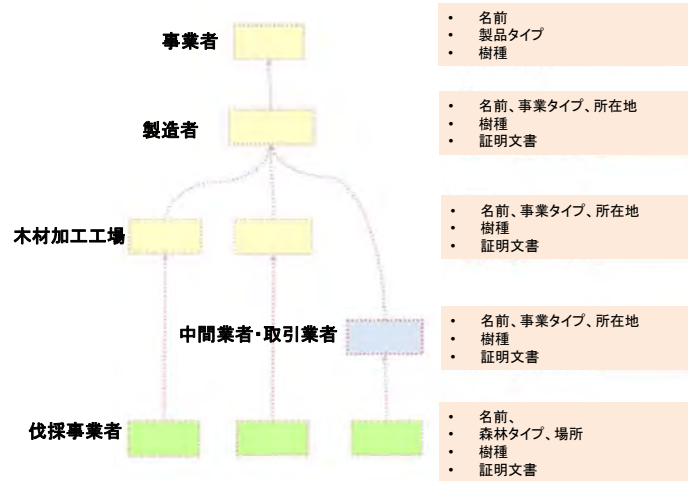 事業者
• 名前
• 製品タイプ
• 樹種
製造者
• 名前、事業タイプ、所在地
• 樹種
• 証明文書
木材加工工場
• 名前、事業タイプ、所在地
• 樹種
• 証明文書
中間業者・取引業者
• 名前、事業タイプ、所在地
• 樹種
• 証明文書
伐採事業者
• 名前、
• 森林タイプ、場所
• 樹種
• 証明文書